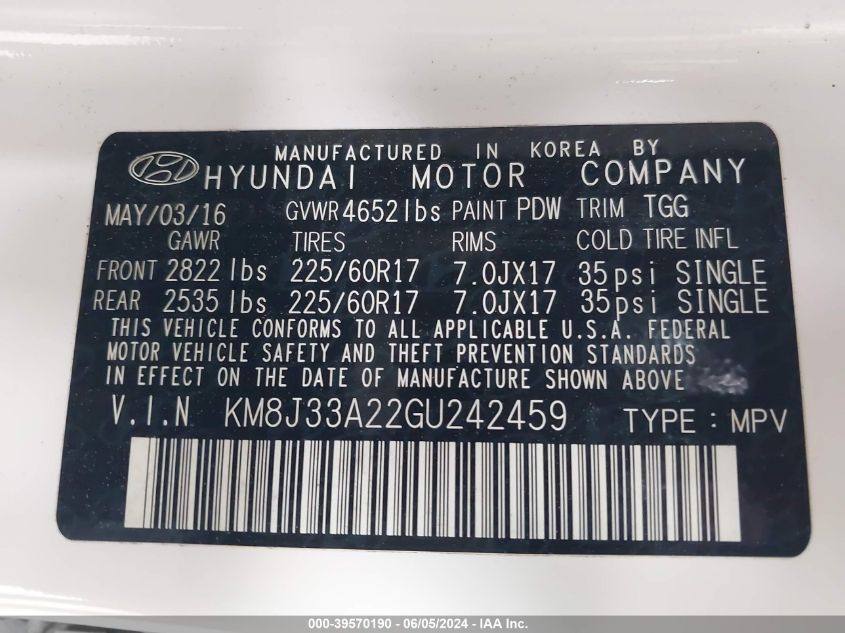 MANUFACTURED IN KOREA BY
HYUNDAI MOTOR COMPANY
MAY/03/16 GVWR 4652 lbs PAINT PDW TRIM TGG
GAWR TIRES RIMS COLD TIRE INFL
FRONT 2822 lbs 225/60R17 7.0JX17 35psi SINGLE
REAR 2535 lbs 225/60R17 7.0JX17 35psi SINGLE
THIS VEHICLE CONFORMS TO ALL APPLICABLE U.S.A. FEDERAL
MOTOR VEHICLE SAFETY AND THEFT PREVENTION STANDARDS
IN EFFECT ON THE DATE OF MANUFACTURE SHOWN ABOVE
V.I.N KM8J33A22GU242459 TYPE : MPV
000-39570190 - 06/05/2024 - IAA Inc.